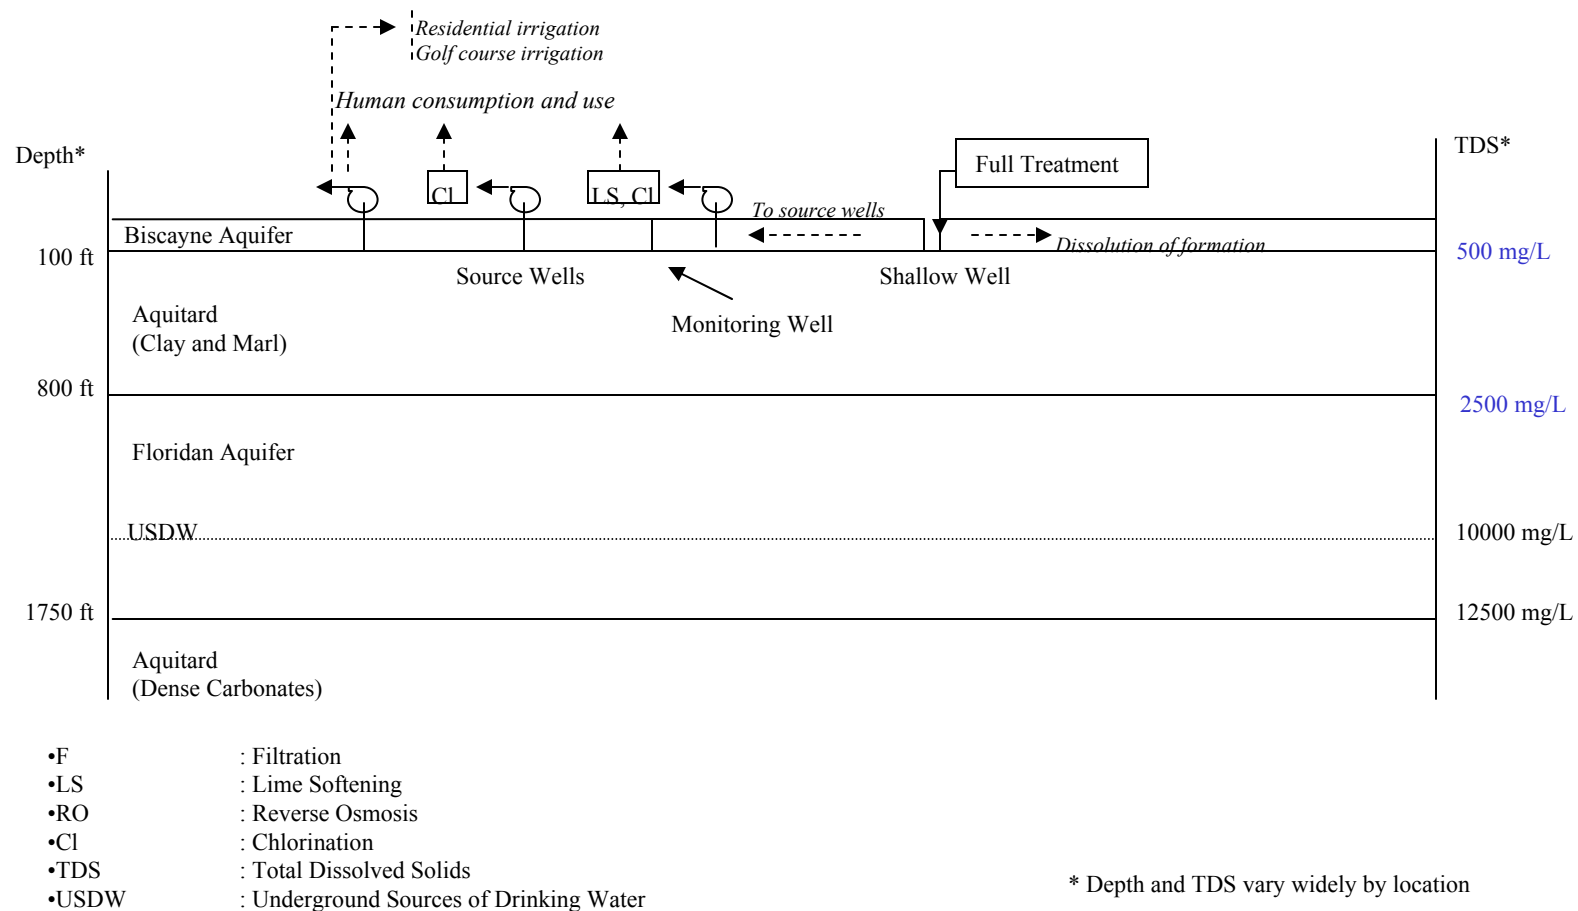 Residential irrigation
Golf course irrigation
Human consumption and use
Depth*
TDS*
Full Treatment
Cl
LS, Cl
To source wells
Biscayne Aquifer
Dissolution of formation
100 ft
500 mg/L
Source Wells
Shallow Well
Aquitard
(Clay and Marl)
Monitoring Well
800 ft
2500 mg/L
Floridan Aquifer
USDW
10000 mg/L
1750 ft
12500 mg/L
Aquitard
(Dense Carbonates)
•F : Filtration
•LS : Lime Softening
•RO : Reverse Osmosis
•Cl : Chlorination
•TDS : Total Dissolved Solids
•USDW : Underground Sources of Drinking Water
* Depth and TDS vary widely by location